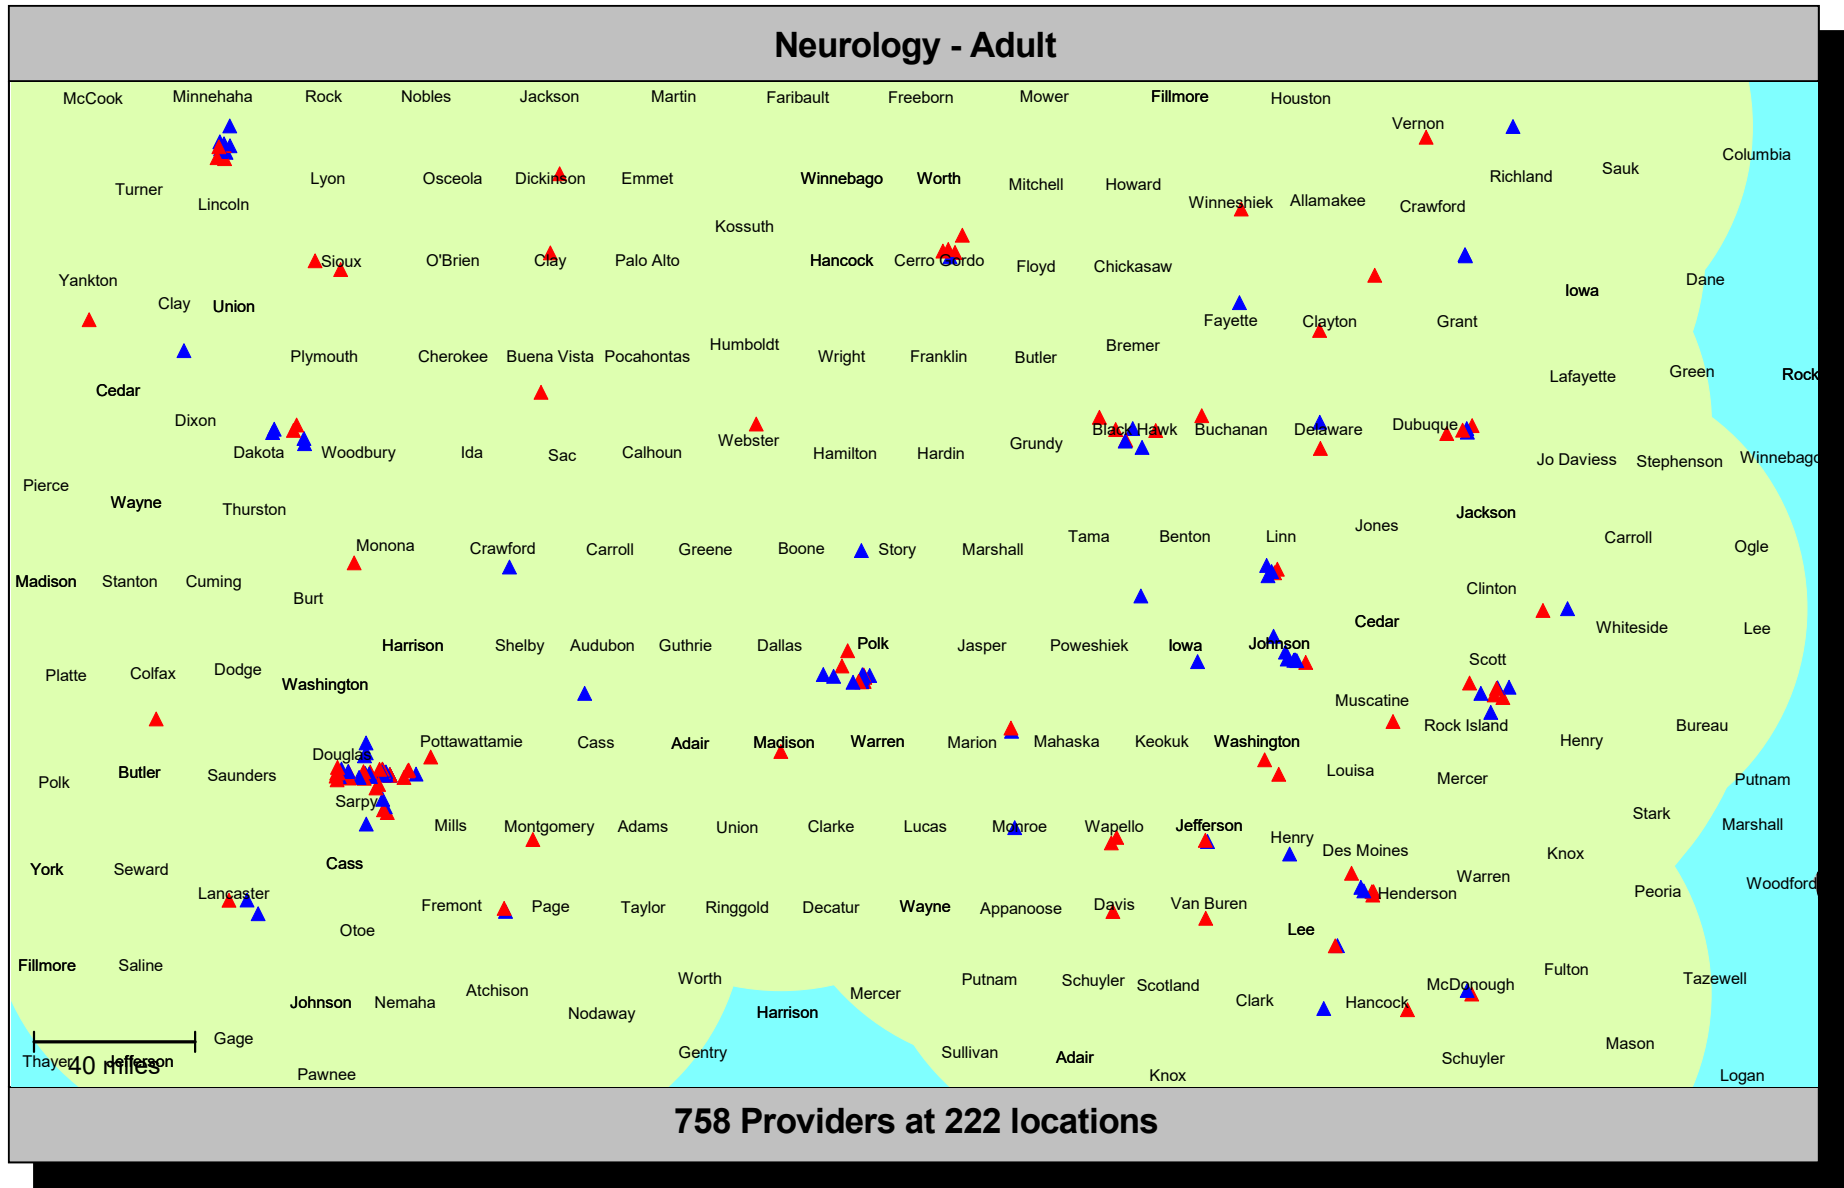 Neurology - Adult
McCook Minnehaha Rock Nobles Jackson Martin Faribault Freeborn Mower Fillmore Houston
Vernon
Columbia
Turner Lyon Osceola Dickinson Emmet Winnebago Worth Mitchell Howard Richland Sauk
Lincoln Kossuth Winneshiek Allamakee Crawford
Yankton Sioux O'Brien Clay Palo Alto Hancock Cerro Gordo Floyd Chickasaw Dane
Clay Union Iowa
Fayette Clayton Grant
Plymouth Cherokee Buena Vista Pocahontas Humboldt Wright Franklin Butler Bremer
Cedar Lafayette Green Rock
Dixon Black Hawk Buchanan Delaware Dubuque
Dakota Woodbury Ida Sac Calhoun Webster Hamilton Hardin Grundy Jo Daviess Stephenson Winnebago
Pierce
Wayne Thurston Jackson
Monona Crawford Carroll Greene Boone Story Marshall Tama Benton Linn Jones Carroll Ogle
Madison Stanton Cuming Clinton
Burt Cedar Whiteside Lee
Harrison Shelby Audubon Guthrie Dallas Polk Jasper Poweshiek Iowa Johnson Scott
Platte Colfax Dodge
Washington Muscatine
Rock Island Bureau
Douglas Pottawattamie Cass Adair Madison Warren Marion Mahaska Keokuk Washington Henry
Polk Butler Saunders Louisa Mercer Putnam
Sarpy Stark
Mills Montgomery Adams Union Clarke Lucas Monroe Wapello Jefferson Henry Marshall
York Seward Cass Des Moines Knox
Lancaster Warren Henderson Peoria Woodford
Fremont Page Taylor Ringgold Decatur Wayne Appanoose Davis Van Buren
Otoe Lee
Fillmore Saline Fulton
Worth Putnam Schuyler Scotland McDonough Tazewell
Johnson Nemaha Atchison Nodaway Harrison Mercer Clark Hancock
Gage Gentry Sullivan Adair Mason
Thayer Jefferson Schuyler
40 miles
Pawnee Knox Logan
758 Providers at 222 locations